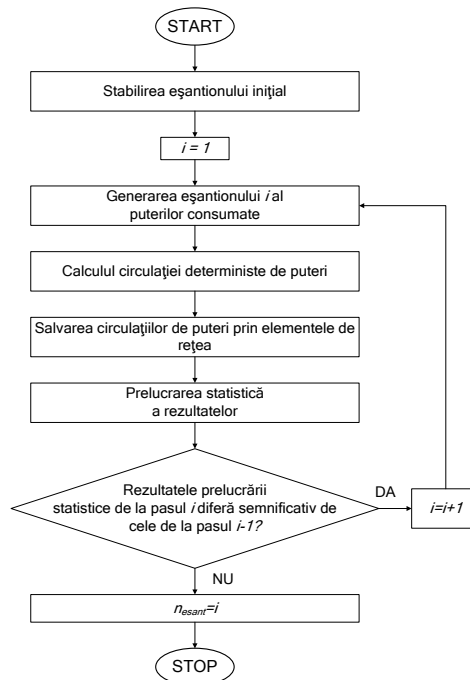 START
Stabilirea eşantionului iniţial
i = 1
Generarea eşantionului i al
puterilor consumate
Calculul circulaţiei deterministe de puteri
Salvarea circulaţiilor de puteri prin elementele de
reţea
Prelucrarea statistică
a rezultatelor
Rezultatele prelucrării
statistice de la pasul i diferă semnificativ de
cele de la pasul i-1?
DA
i=i+1
NU
nesant=i
STOP